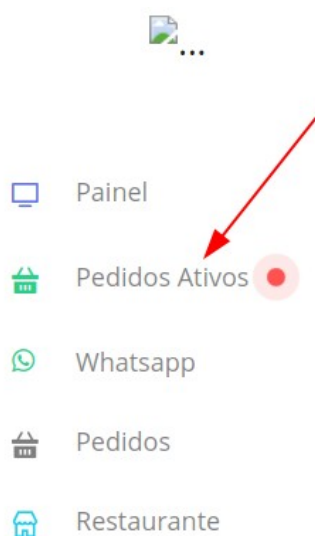 ...
Painel
Pedidos Ativos
Whatsapp
Pedidos
Restaurante